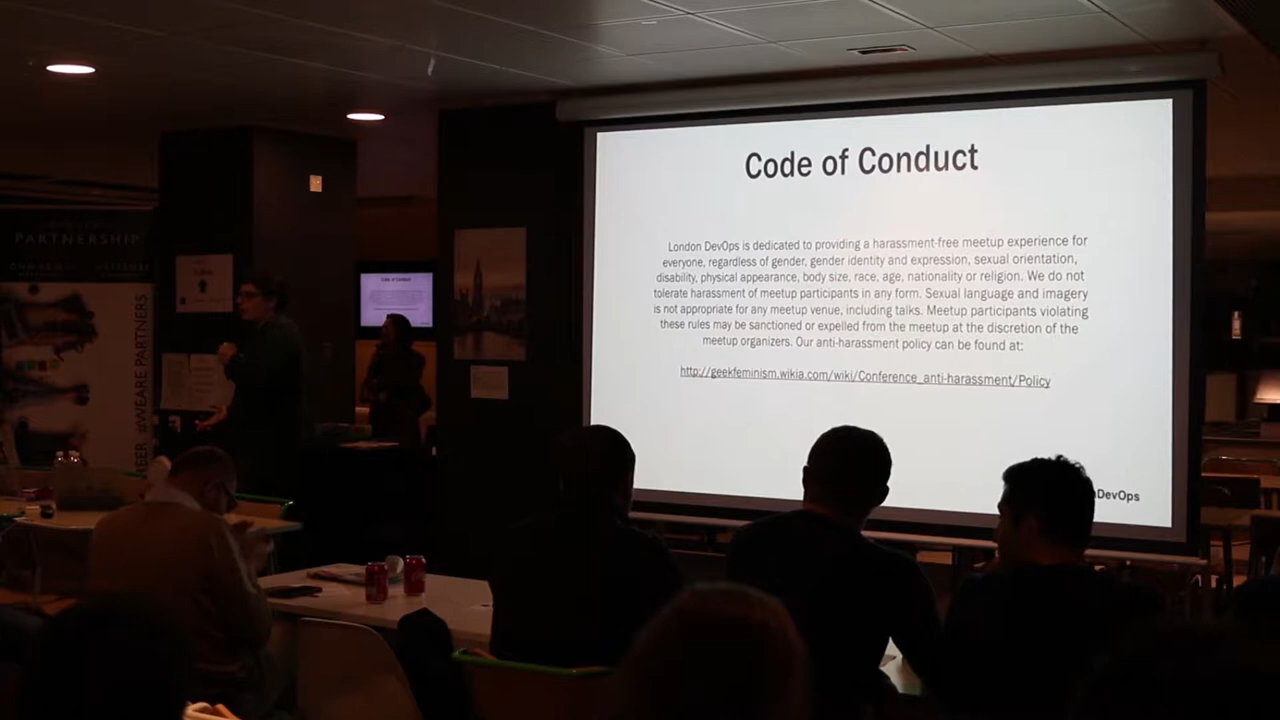 Code of Conduct
London DevOps is dedicated to providing a harassment-free meetup experience for
everyone, regardless of gender, gender identity and expression, sexual orientation,
disability, physical appearance, body size, race, age, nationality or religion. We do not
tolerate harassment of meetup participants in any form. Sexual language and imagery
is not appropriate for any meetup venue, including talks. Meetup participants violating
these rules may be sanctioned or expelled from the meetup at the discretion of the
meetup organizers. Our anti-harassment policy can be found at:
http://geekfeminism.wikia.com/wiki/Conference_anti-harassment/Policy
DevOps
PARTNERSHIP
@WEARE PARTNERS
Code of Conduct